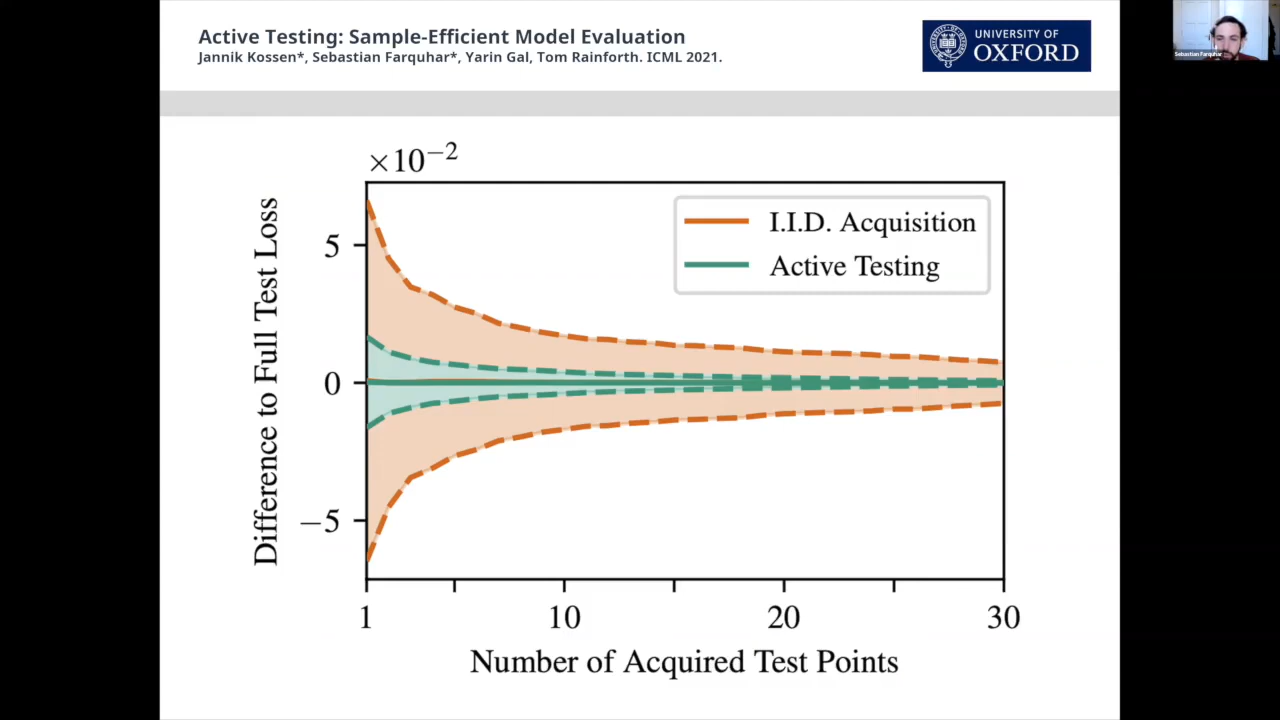 Active Testing: Sample-Efficient Model Evaluation
Jannik Kossen*, Sebastian Farquhar*, Yarin Gal, Tom Rainforth. ICML 2021.
UNIVERSITY OF
OXFORD
Sebastian Farquhar
×10⁻²
Difference to Full Test Loss
5
0
−5
I.I.D. Acquisition
Active Testing
1 10 20 30
Number of Acquired Test Points